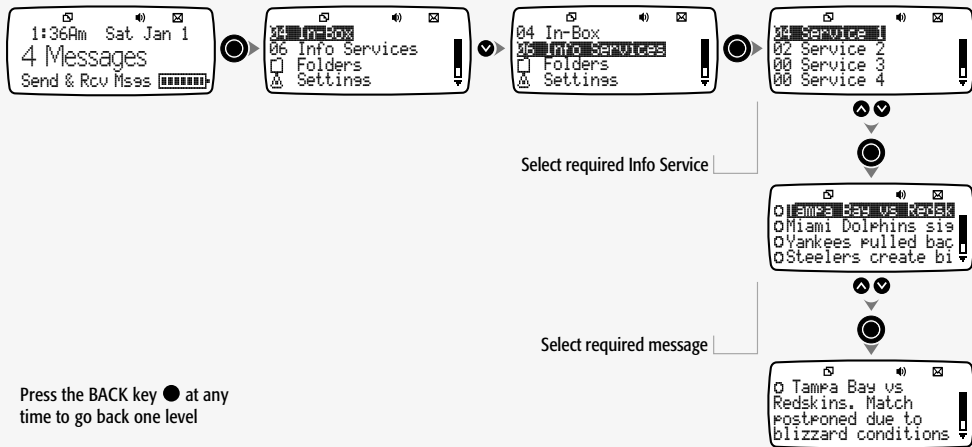 1:36Am Sat Jan 1
4 Messages
Send & Rcv Msgs
04 In-Box
06 Info Services
Folders
Settings
04 In-Box
06 Info Services
Folders
Settings
04 Service 1
02 Service 2
00 Service 3
00 Service 4
Select required Info Service
Tampa Bay vs Redsk
Miami Dolphins sig
Yankees pulled bac
Steelers create bi
Select required message
Tampa Bay vs
Redskins. Match
postponed due to
blizzard conditions
Press the BACK key at any
time to go back one level